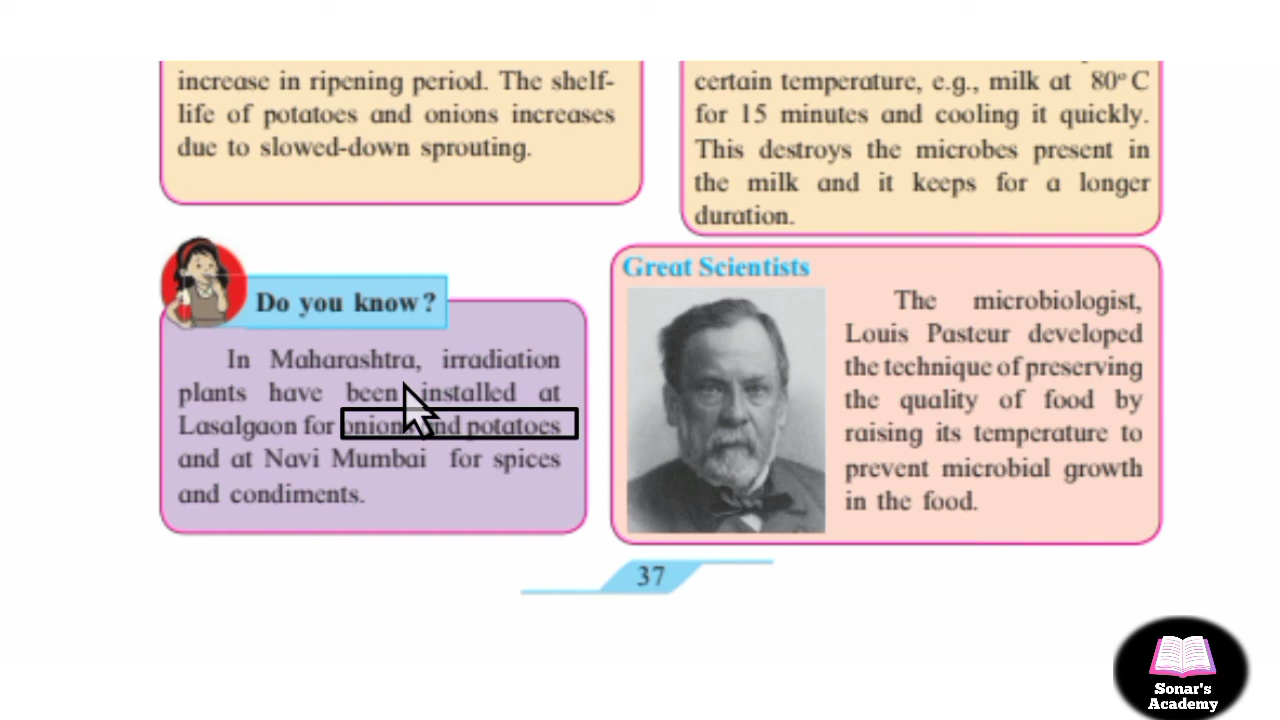 increase in ripening period. The shelf-
life of potatoes and onions increases
due to slowed-down sprouting.
certain temperature, e.g., milk at 80° C
for 15 minutes and cooling it quickly.
This destroys the microbes present in
the milk and it keeps for a longer
duration.
Do you know?
In Maharashtra, irradiation
plants have been installed at
Lasalgaon for onions and potatoes
and at Navi Mumbai for spices
and condiments.
Great Scientists
The microbiologist,
Louis Pasteur developed
the technique of preserving
the quality of food by
raising its temperature to
prevent microbial growth
in the food.
37
Sonar's
Academy